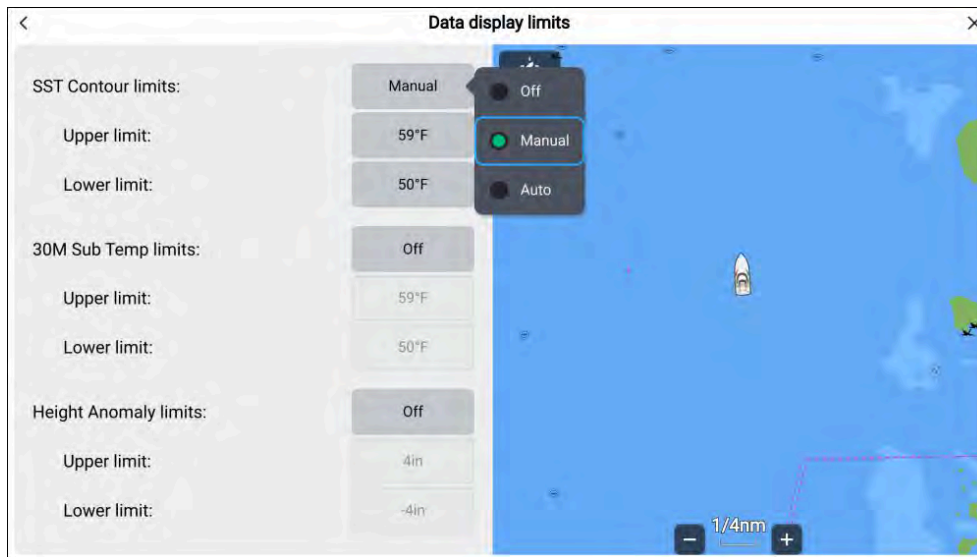 Data display limits
SST Contour limits: Manual
Off
Upper limit: 59°F
Manual
Lower limit: 50°F
Auto
30M Sub Temp limits: Off
Upper limit: 59°F
Lower limit: 50°F
Height Anomaly limits: Off
Upper limit: 4in
Lower limit: -4in
1/4nm